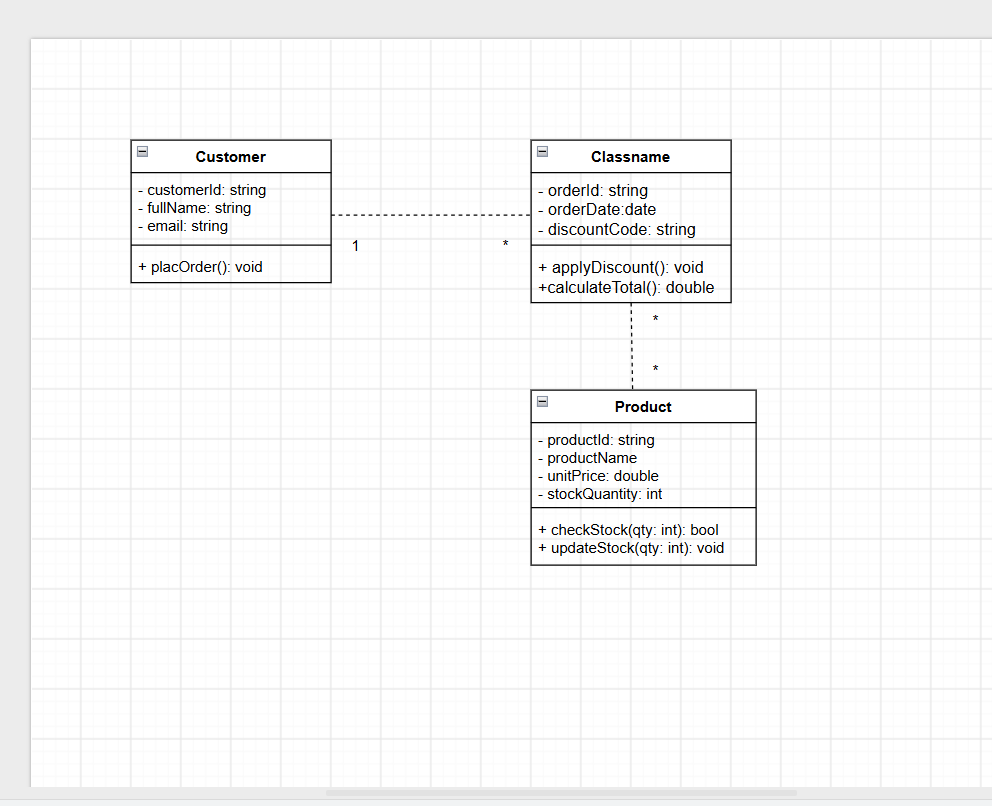 Customer
- customerId: string
- fullName: string
- email: string
+ placOrder(): void
1
*
Classname
- orderId: string
- orderDate:date
- discountCode: string
+ applyDiscount(): void
+calculateTotal(): double
*
*
Product
- productId: string
- productName
- unitPrice: double
- stockQuantity: int
+ checkStock(qty: int): bool
+ updateStock(qty: int): void